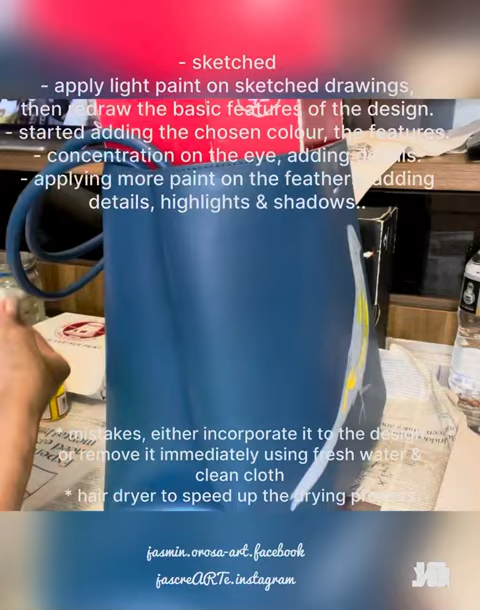 - sketched
- apply light paint on sketched drawings,
then redraw the basic features of the design.
- started adding the chosen colour, the features.
- concentration on the eye, adding details.
- applying more paint on the feather, adding
details, highlights & shadows..
* mistakes, either incorporate it to the design
or remove it immediately using fresh water &
clean cloth
* hair dryer to speed up the drying process
jasmin.orosa-art.facebook
jascreARTe.instagram